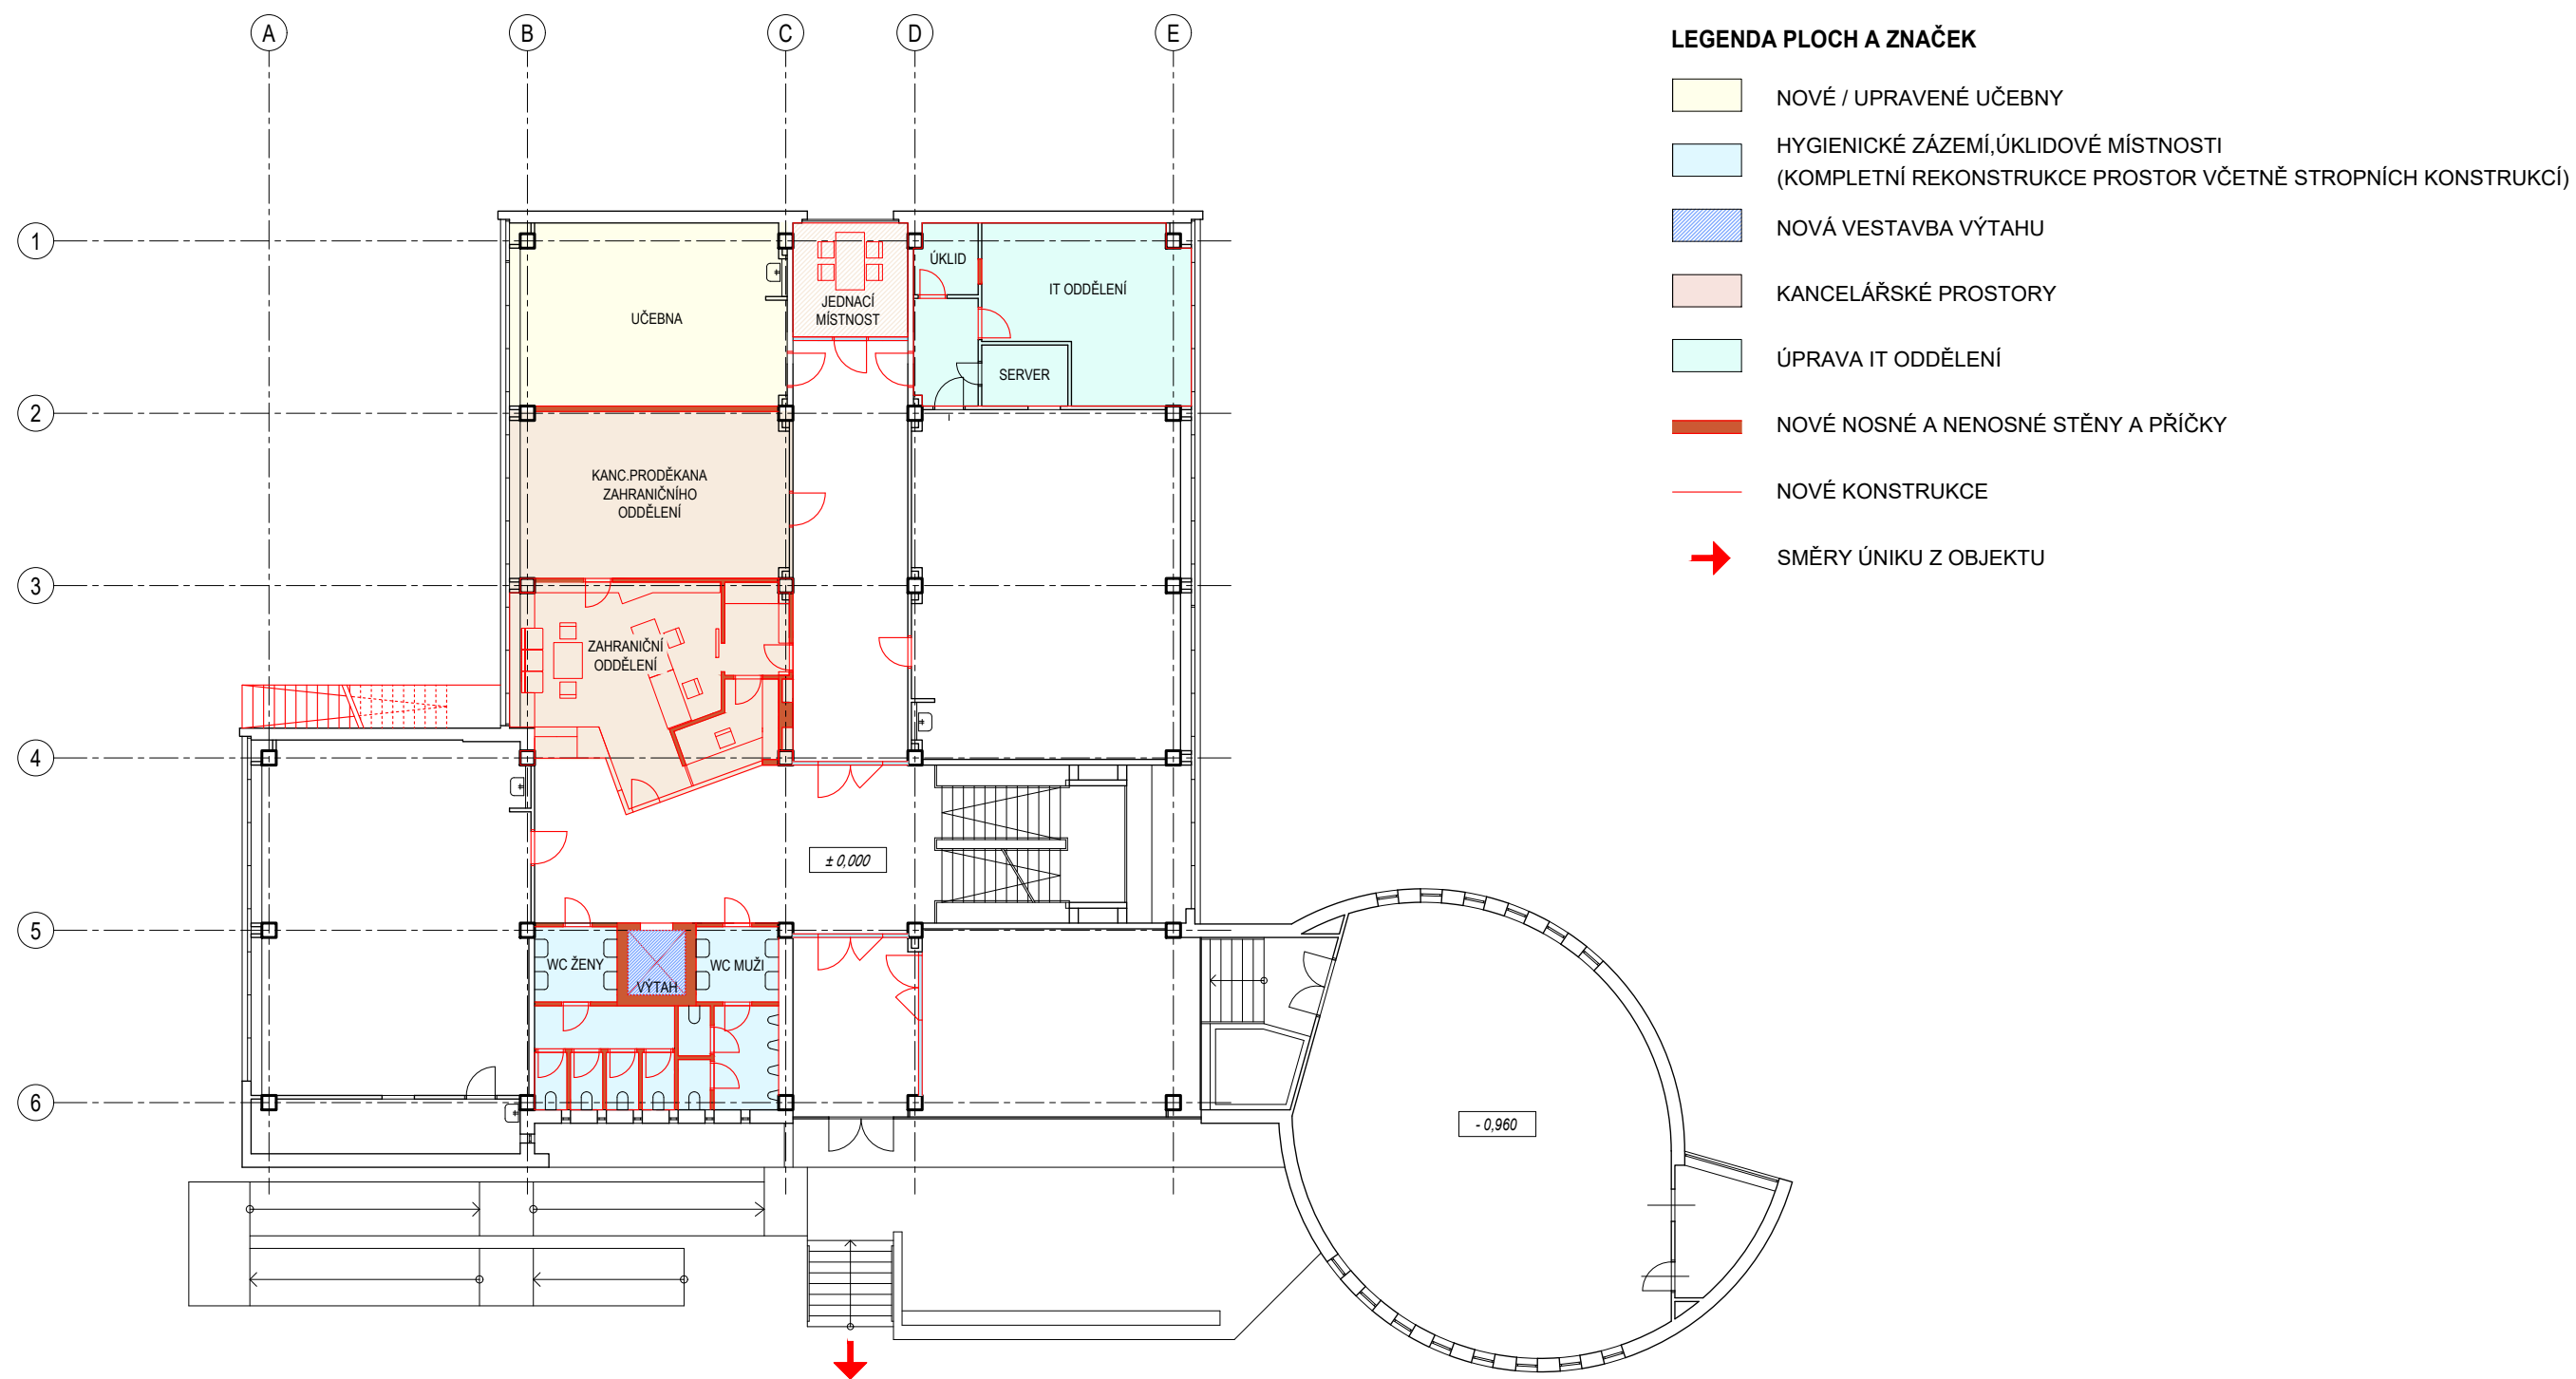 A
B
C
D
E
LEGENDA PLOCH A ZNAČEK
NOVÉ / UPRAVENÉ UČEBNY
HYGIENICKÉ ZÁZEMÍ,ÚKLIDOVÉ MÍSTNOSTI
(KOMPLETNÍ REKONSTRUKCE PROSTOR VČETNĚ STROPNÍCH KONSTRUKCÍ)
NOVÁ VESTAVBA VÝTAHU
KANCELÁŘSKÉ PROSTORY
ÚPRAVA IT ODDĚLENÍ
NOVÉ NOSNÉ A NENOSNÉ STĚNY A PŘÍČKY
NOVÉ KONSTRUKCE
SMĚRY ÚNIKU Z OBJEKTU
1
2
3
4
5
6
UČEBNA
JEDNACÍ
MÍSTNOST
ÚKLID
IT ODDĚLENÍ
SERVER
KANC.PRODĚKANA
ZAHRANIČNÍHO
ODDĚLENÍ
ZAHRANIČNÍ
ODDĚLENÍ
± 0,000
WC ŽENY
VÝTAH
WC MUŽI
- 0,960